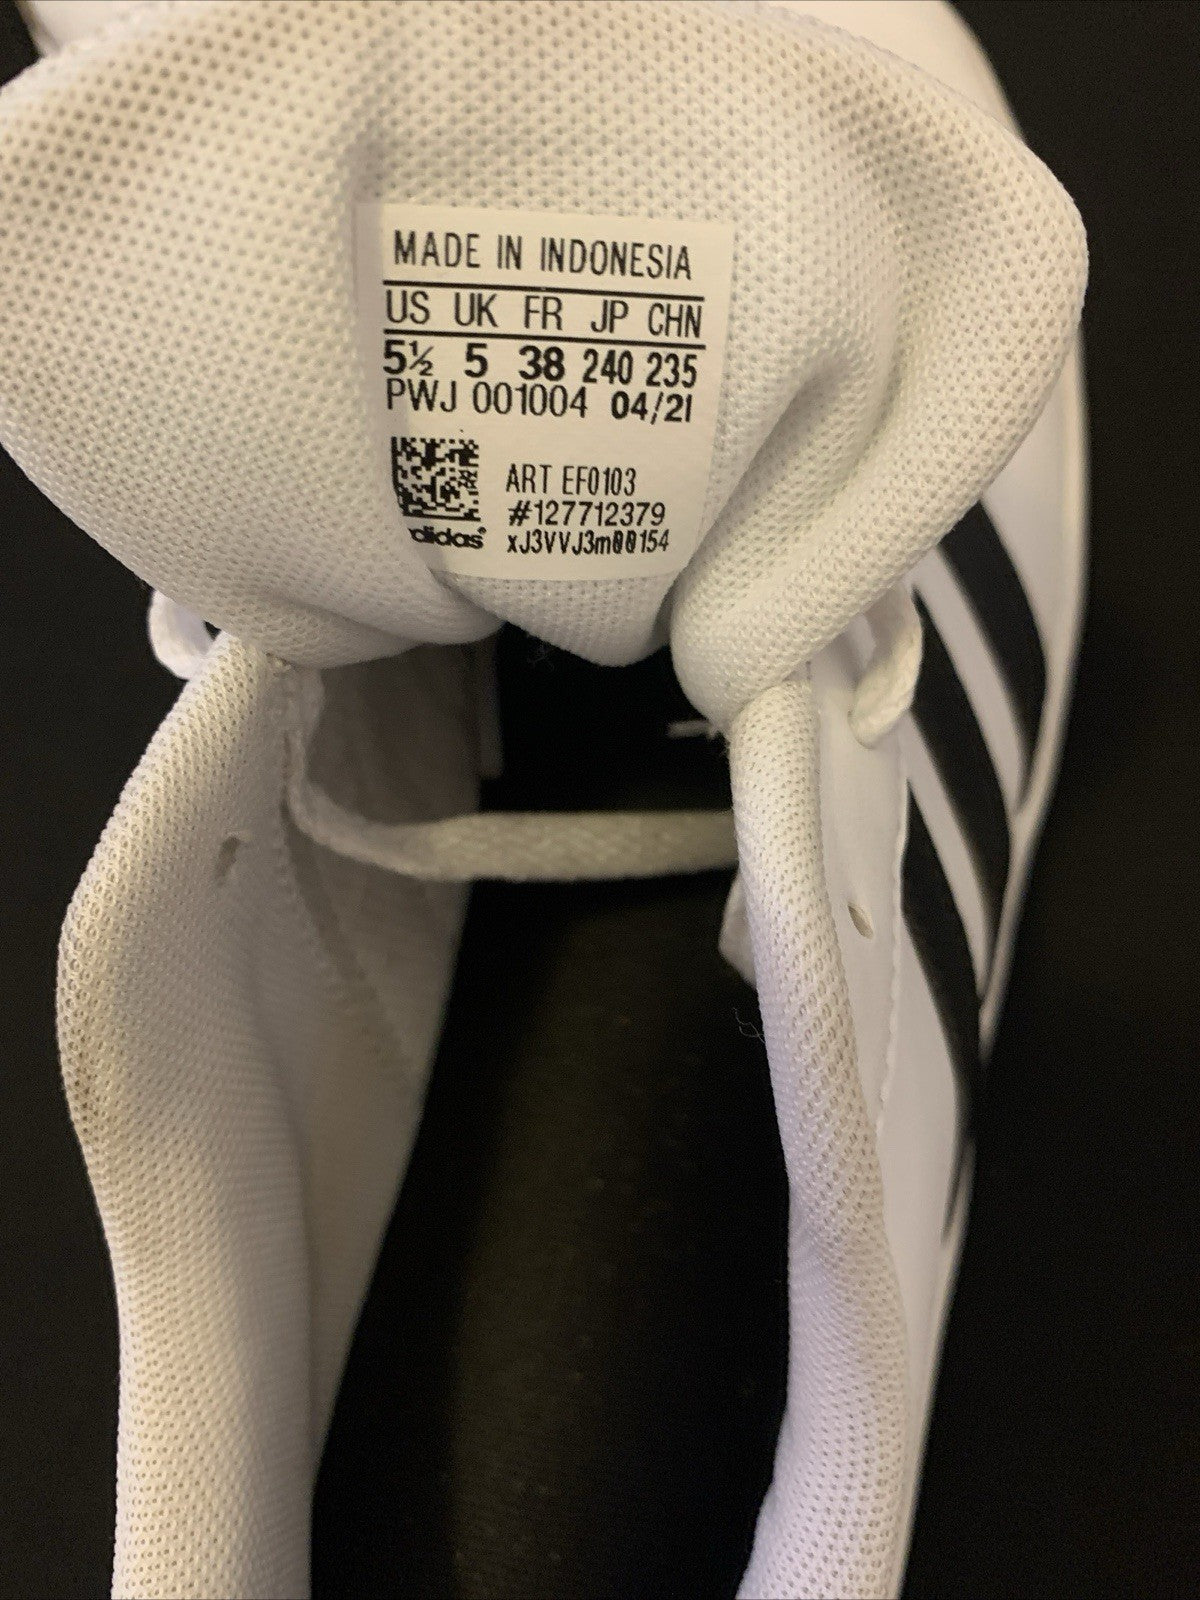 MADE IN INDONESIA
US UK FR JP CHN
5½ 5 38 240 235
PWJ 001004 04/21
ART EF0103
#127712379
adidas xJ3VVJ3m00154